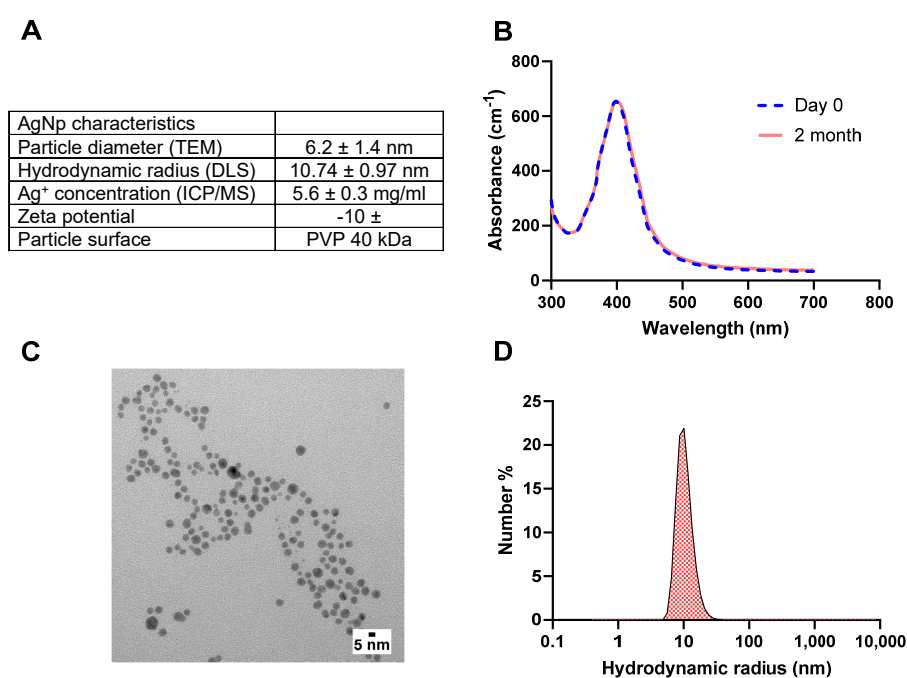 A
AgNp characteristics
Particle diameter (TEM) 6.2 ± 1.4 nm
Hydrodynamic radius (DLS) 10.74 ± 0.97 nm
Ag⁺ concentration (ICP/MS) 5.6 ± 0.3 mg/ml
Zeta potential -10 ±
Particle surface PVP 40 kDa
B
Absorbance (cm⁻¹)
800
600
400
200
0
300 400 500 600 700 800
Wavelength (nm)
Day 0
2 month
C
5 nm
D
Number %
25
20
15
10
5
0
0.1 1 10 100 1,000 10,000
Hydrodynamic radius (nm)